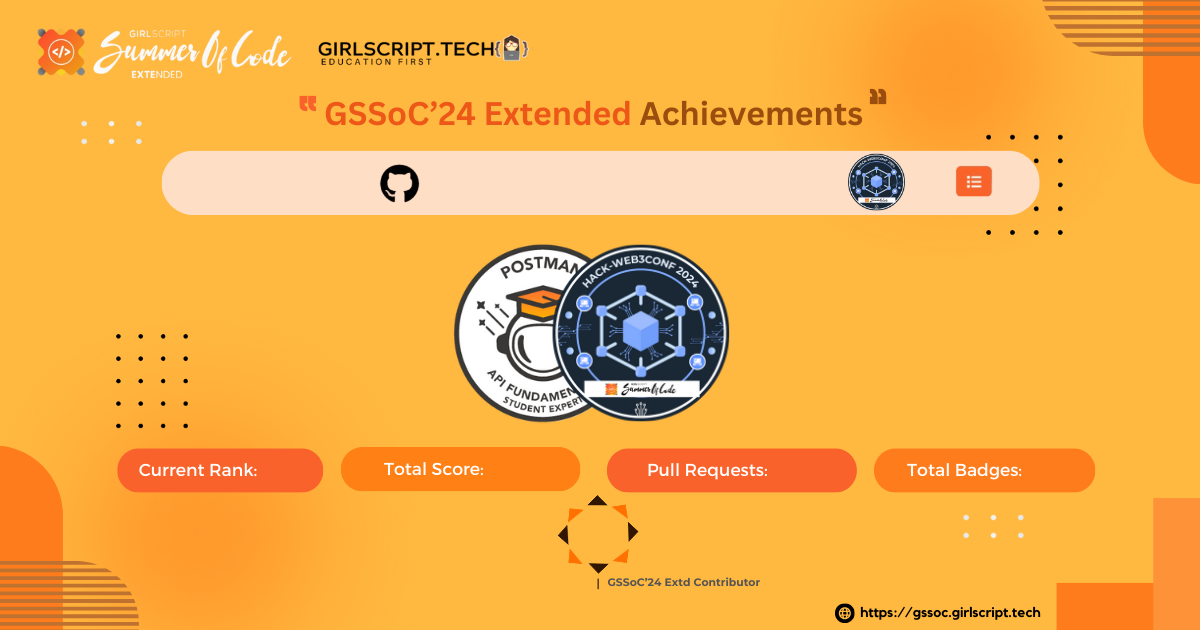 GIRLSCRIPT
Summer Of Code
EXTENDED
GIRLSCRIPT.TECH
EDUCATION FIRST
❝ GSSoC’24 Extended Achievements ❞
POSTMAN
API FUNDAMEN
STUDENT EXPERT
HACK-WEB3CONF 2024
Summer Of Code
Current Rank:
Total Score:
Pull Requests:
Total Badges:
| GSSoC’24 Extd Contributor
https://gssoc.girlscript.tech